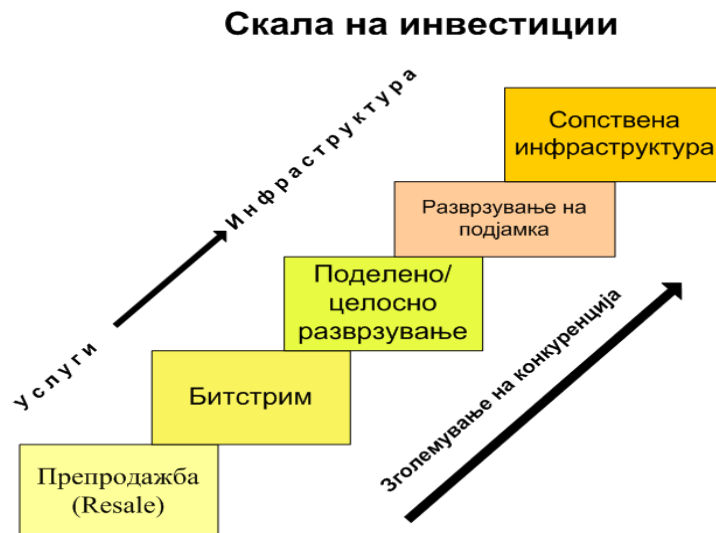 Скала на инвестиции
Услуги
Инфраструктура
Сопствена
инфраструктура
Разврзување на
подјамка
Поделено/
целосно
разврзување
Битстрим
Препродажба
(Resale)
Зголемување на конкуренција